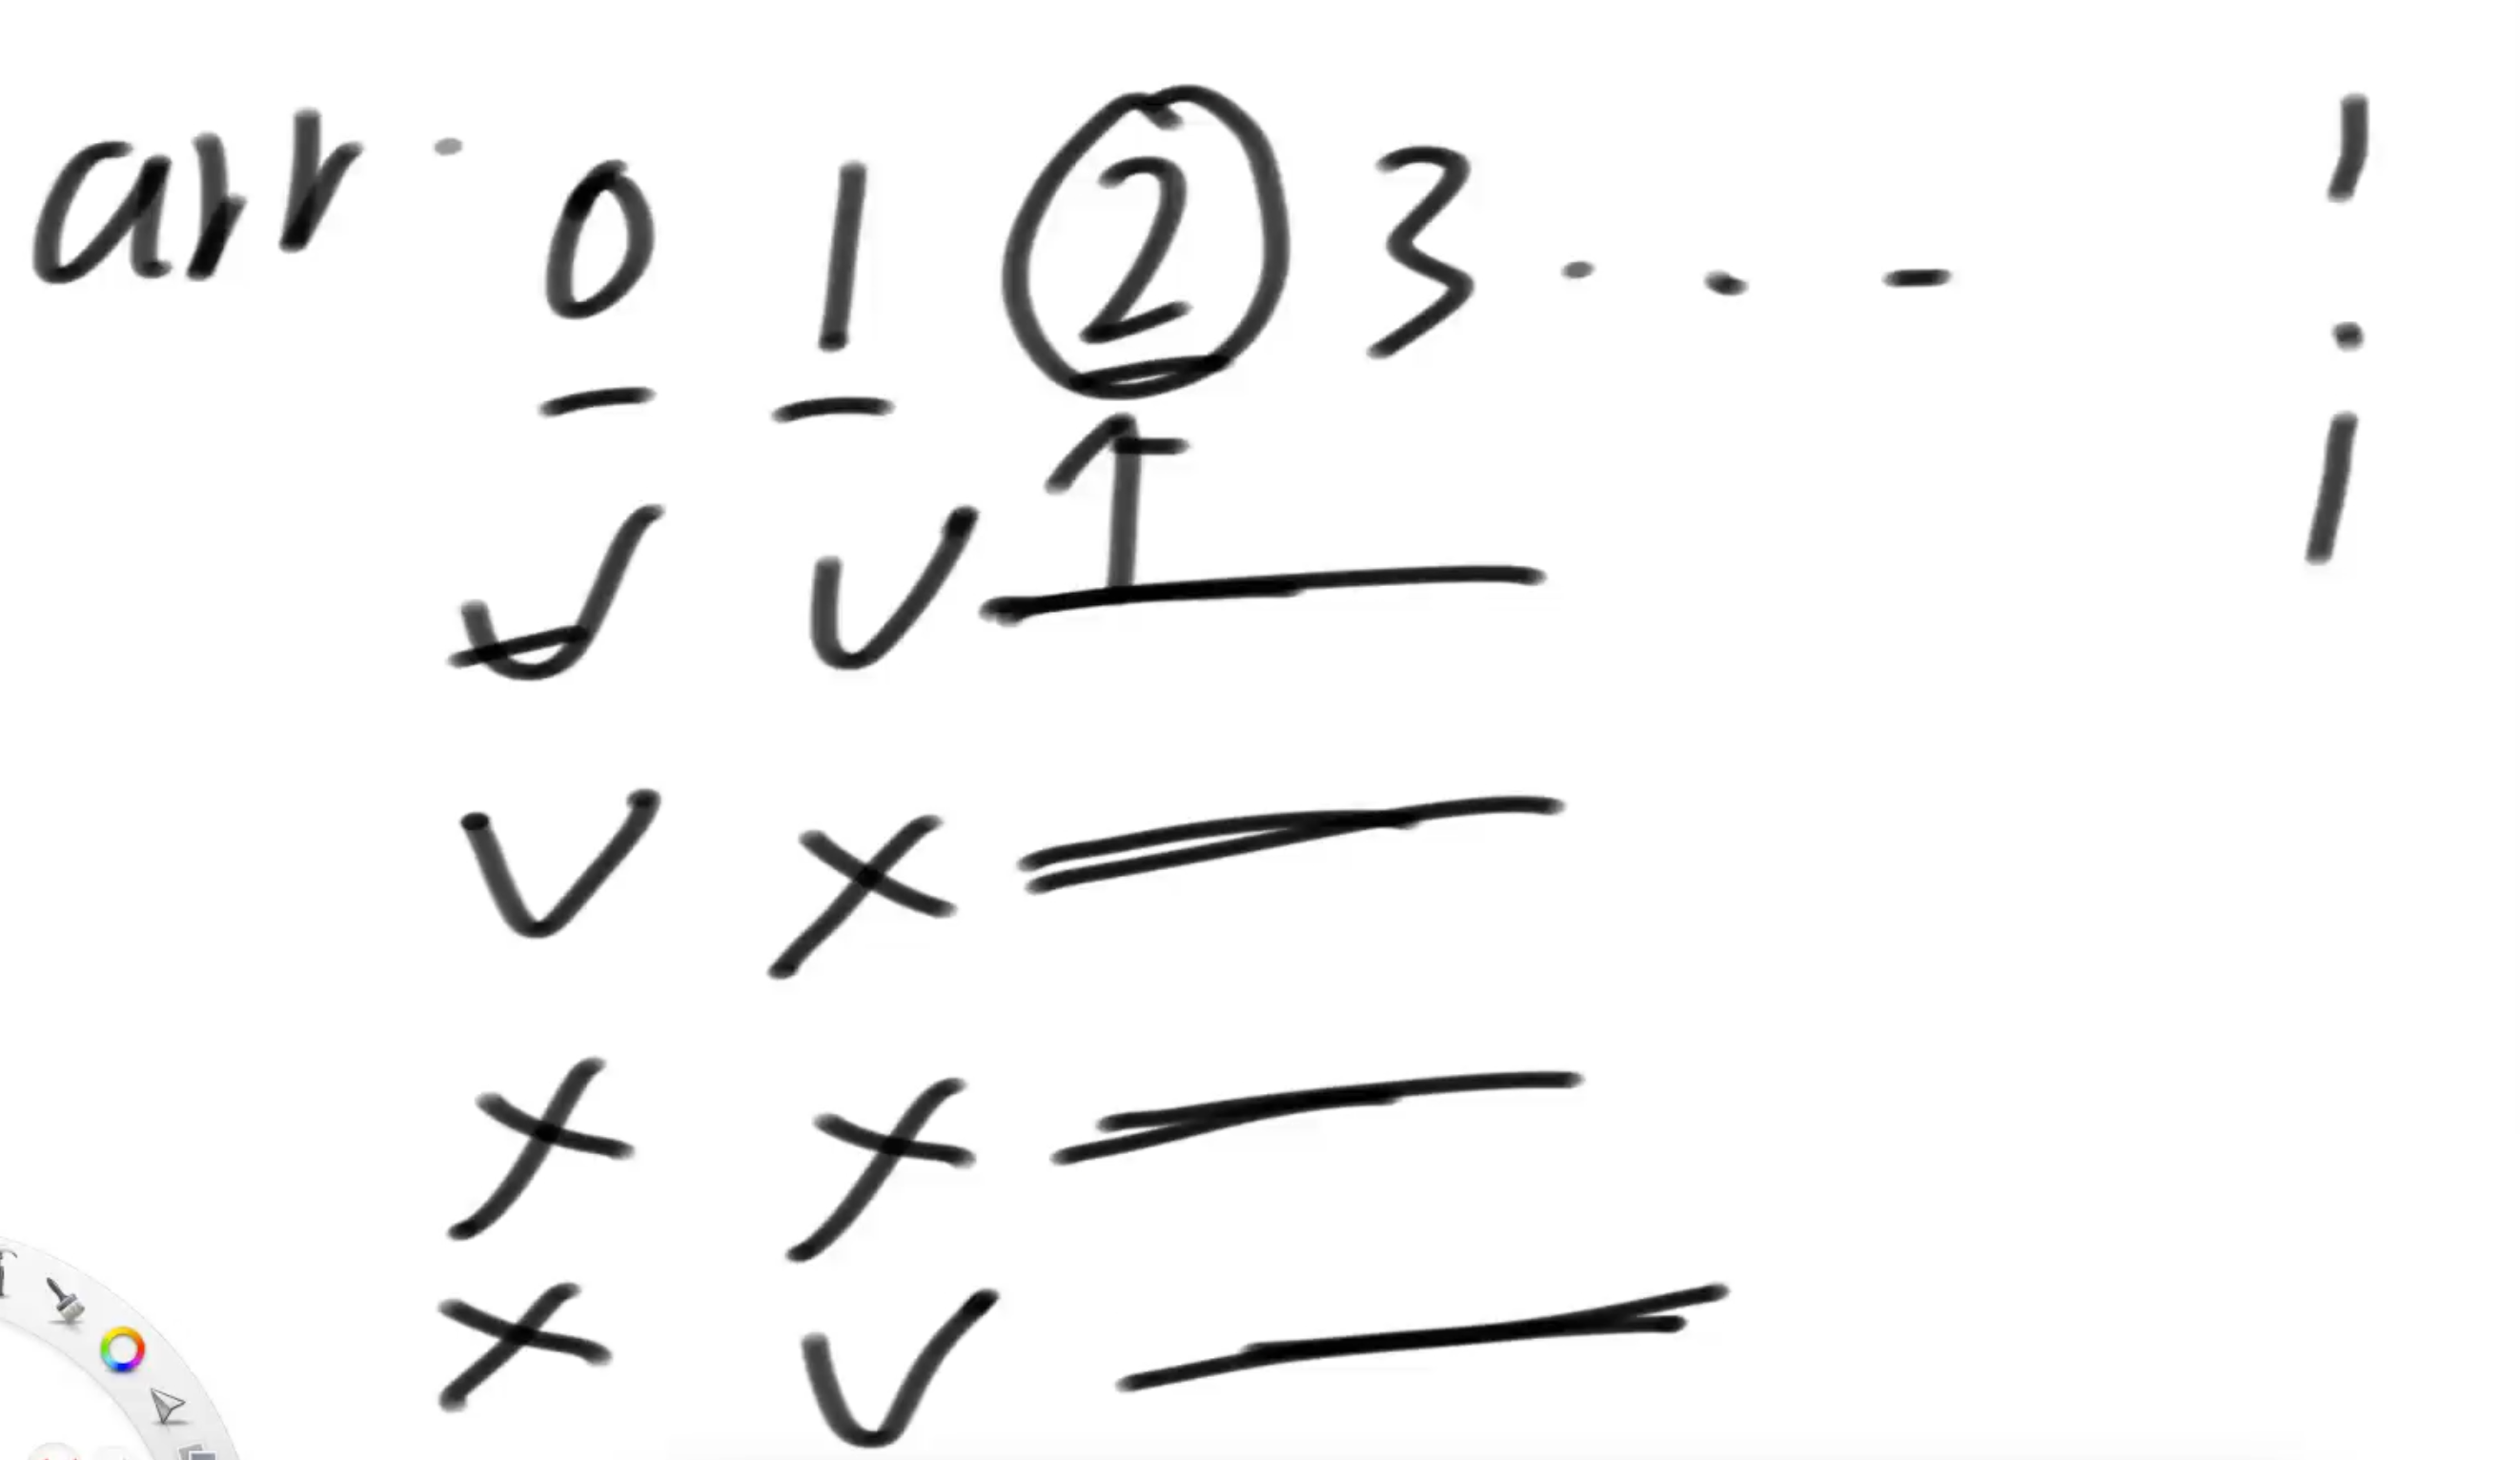 arr 0 1 2 3 . . -
✓ ✓
✓ ×
× ×
× ✓